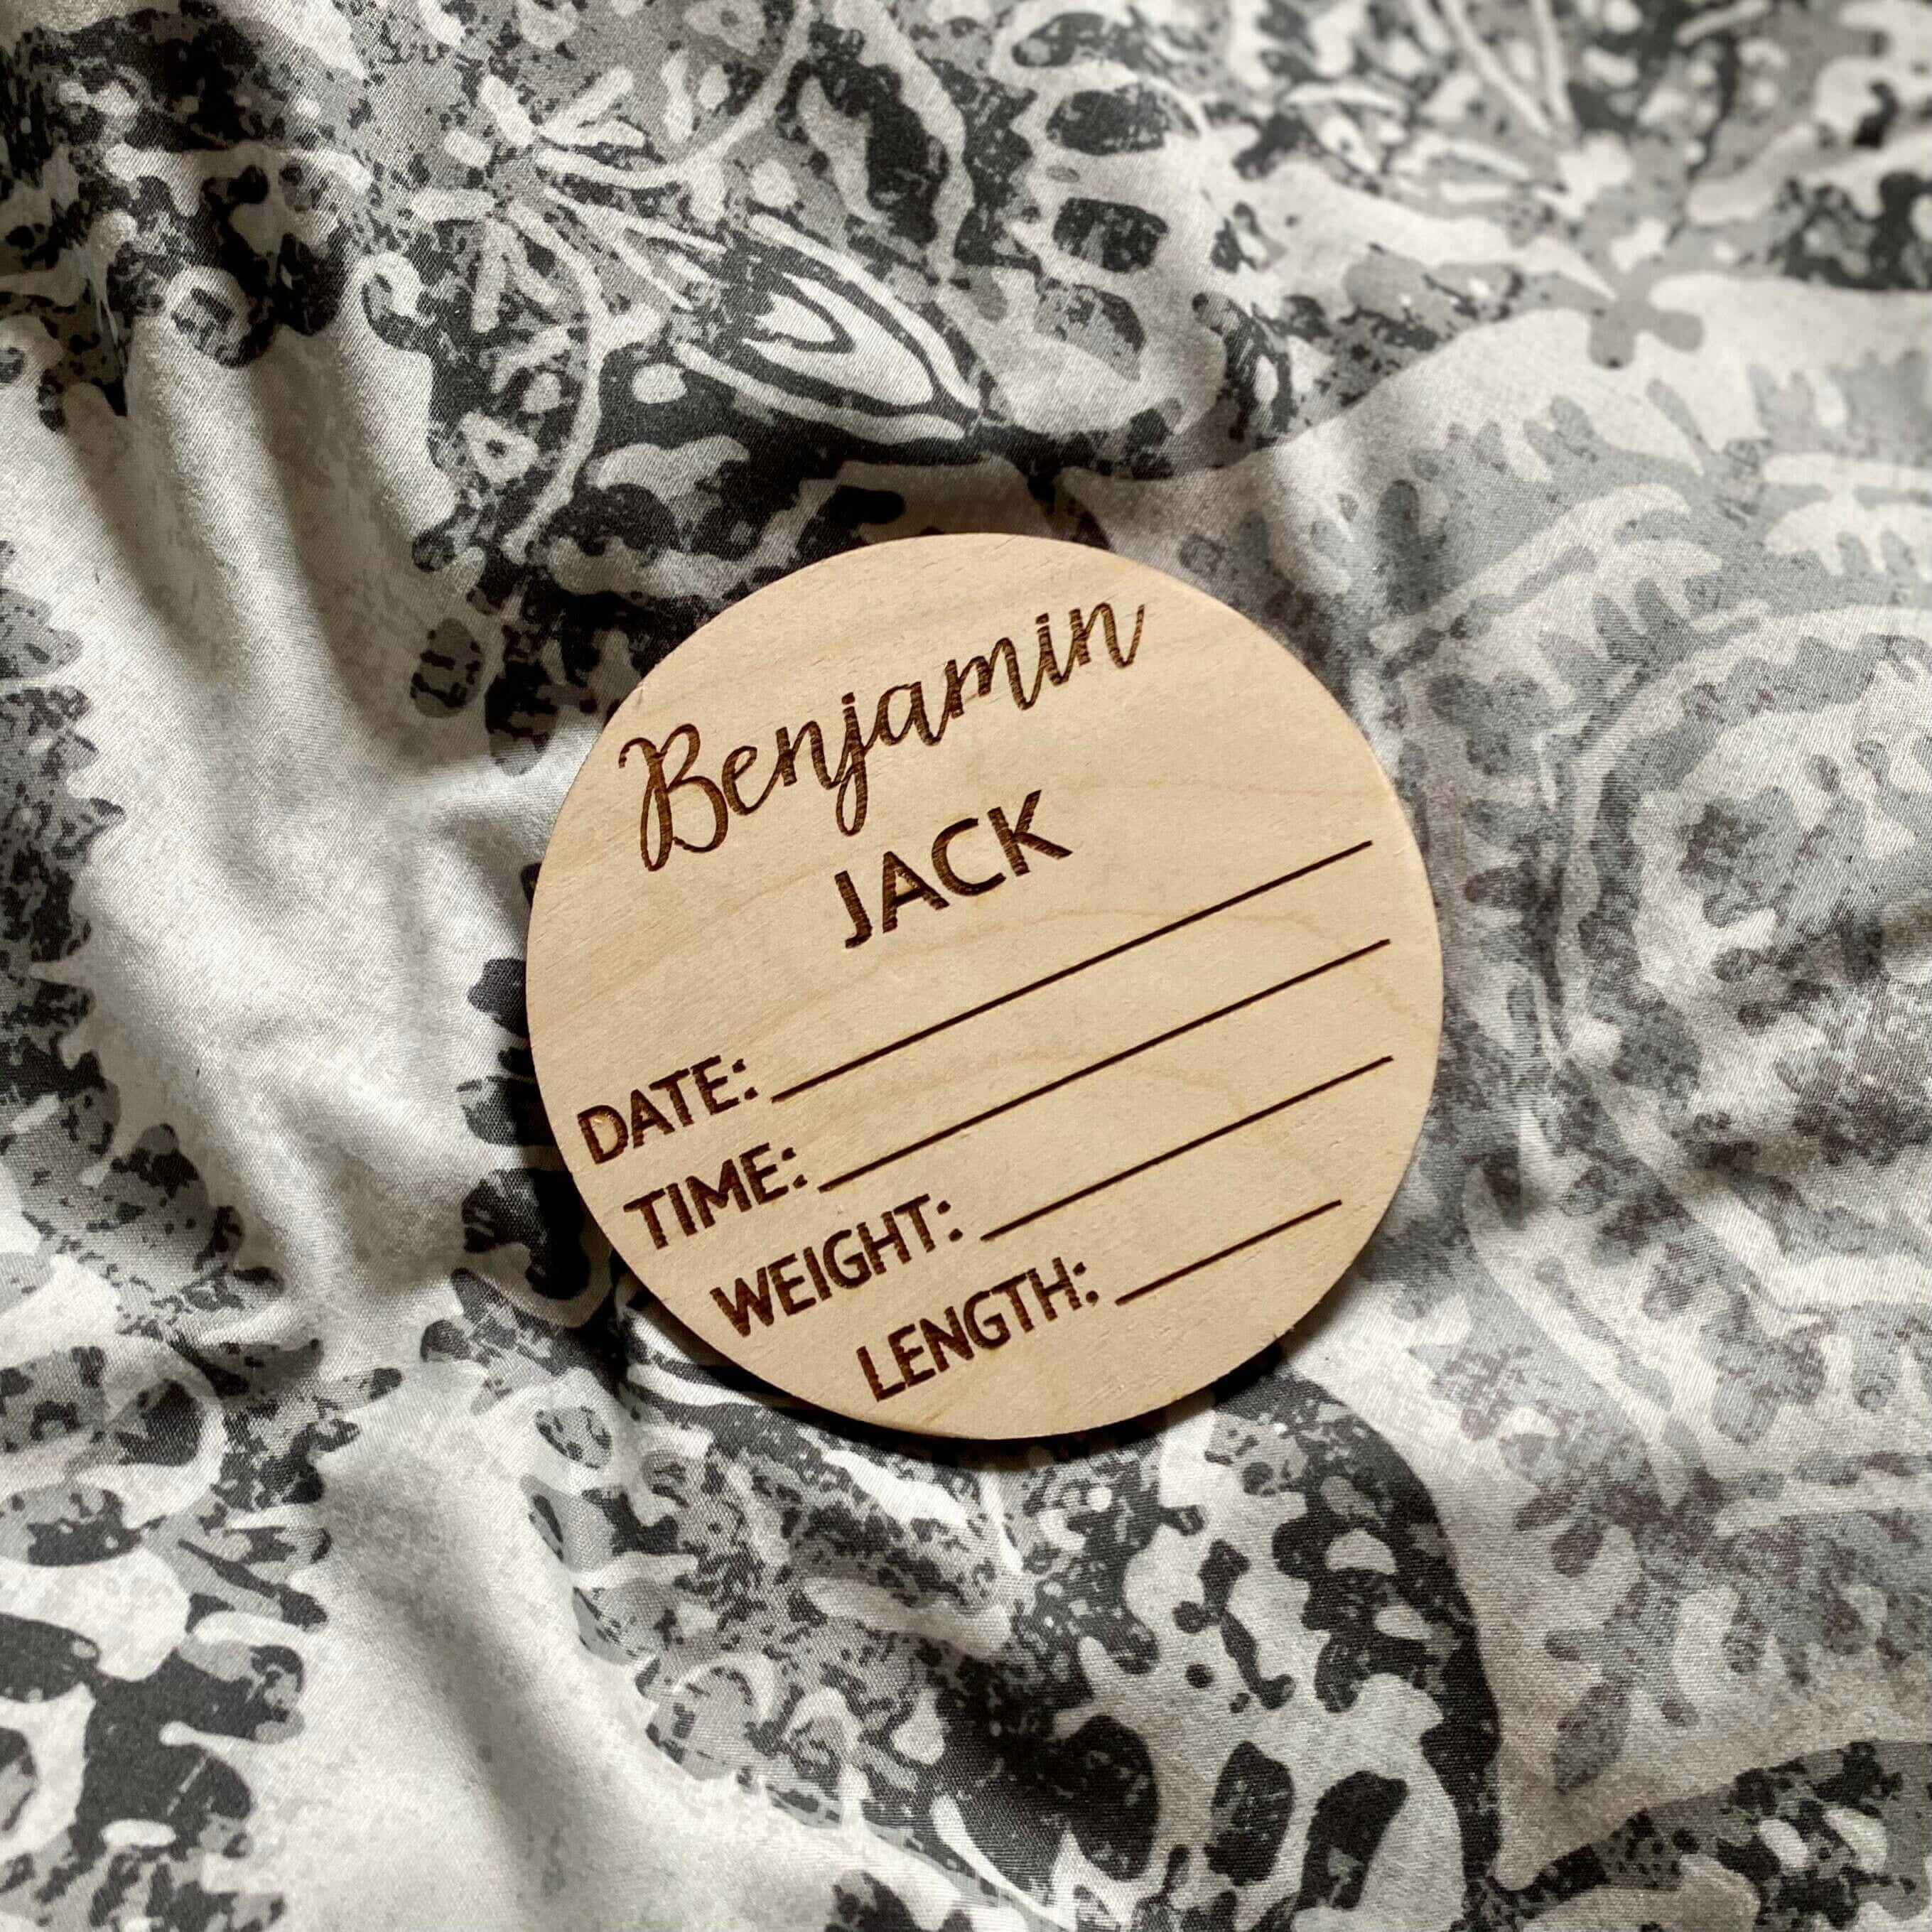 Benjamin
JACK
DATE:
TIME:
WEIGHT:
LENGTH: